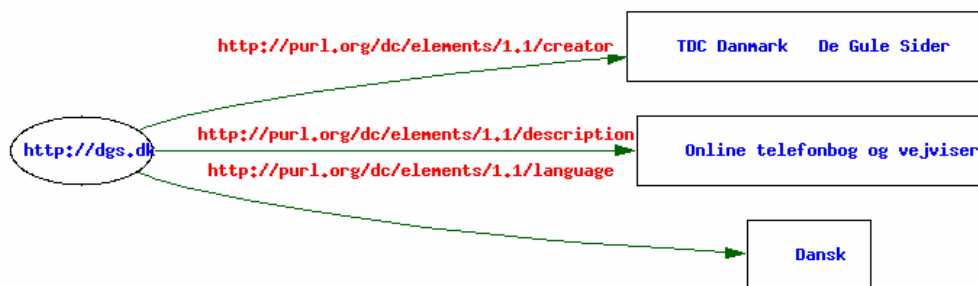 http://purl.org/dc/elements/1.1/creator
TDC Danmark De Gule Sider
http://purl.org/dc/elements/1.1/description
http://dgs.dk
Online telefonbog og vejviser
http://purl.org/dc/elements/1.1/language
Dansk